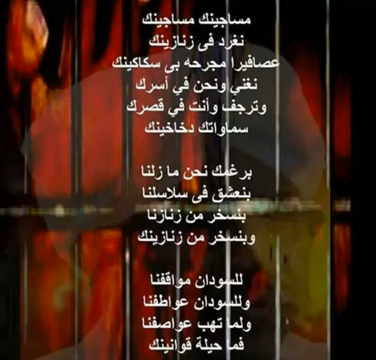 مساجينك مساجينك
نغرد فى زنازينك
عصافيرا مجرحه بى سكاكينك
نغني ونحن في أسرك
وترجف وأنت في قصرك
سماواتك دخاخينك
برغمك نحن ما زلنا
بنعشق فى سلاسلنا
بنسخر من زنازنا
وبنسخر من زنازينك
للسودان مواقفنا
وللسودان عواطفنا
ولما تهب عواصفنا
فما حيلة قوانينك